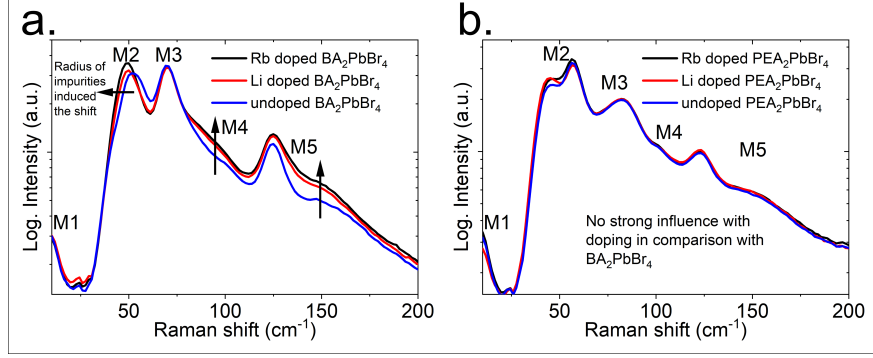 a.
M2 M3
Radius of
impurities
induced
the shift
Rb doped BA₂PbBr₄
Li doped BA₂PbBr₄
undoped BA₂PbBr₄
M4
M5
M1
Log. Intensity (a.u.)
50 100 150 200
Raman shift (cm⁻¹)
b.
M2
Rb doped PEA₂PbBr₄
Li doped PEA₂PbBr₄
undoped PEA₂PbBr₄
M3
M4
M5
M1
No strong influence with
doping in comparison with
BA₂PbBr₄
Log. Intensity (a.u.)
50 100 150 200
Raman shift (cm⁻¹)